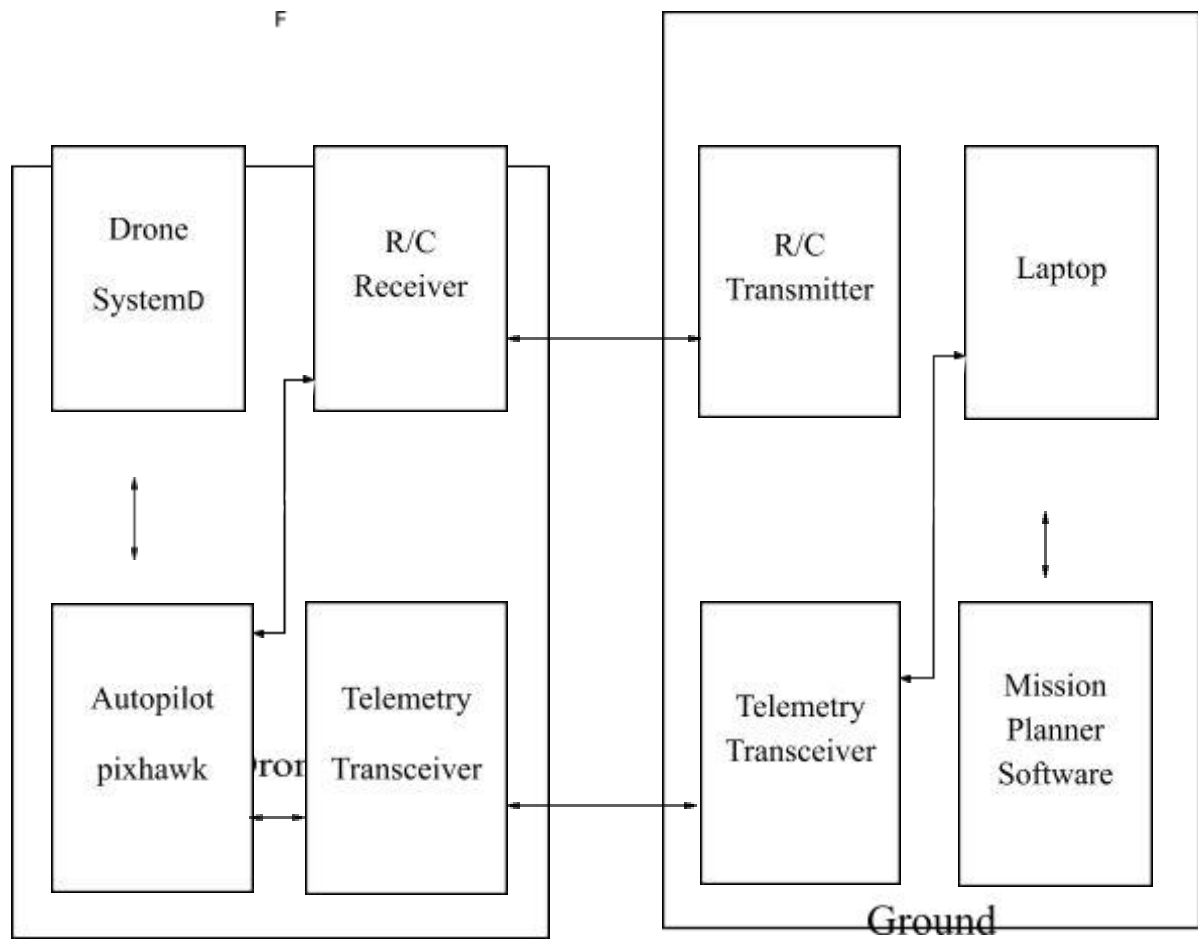 F
Drone
SystemD
R/C
Receiver
R/C
Transmitter
Laptop
Autopilot
pixhawk
Telemetry
Transceiver
Telemetry
Transceiver
Mission
Planner
Software
Ground